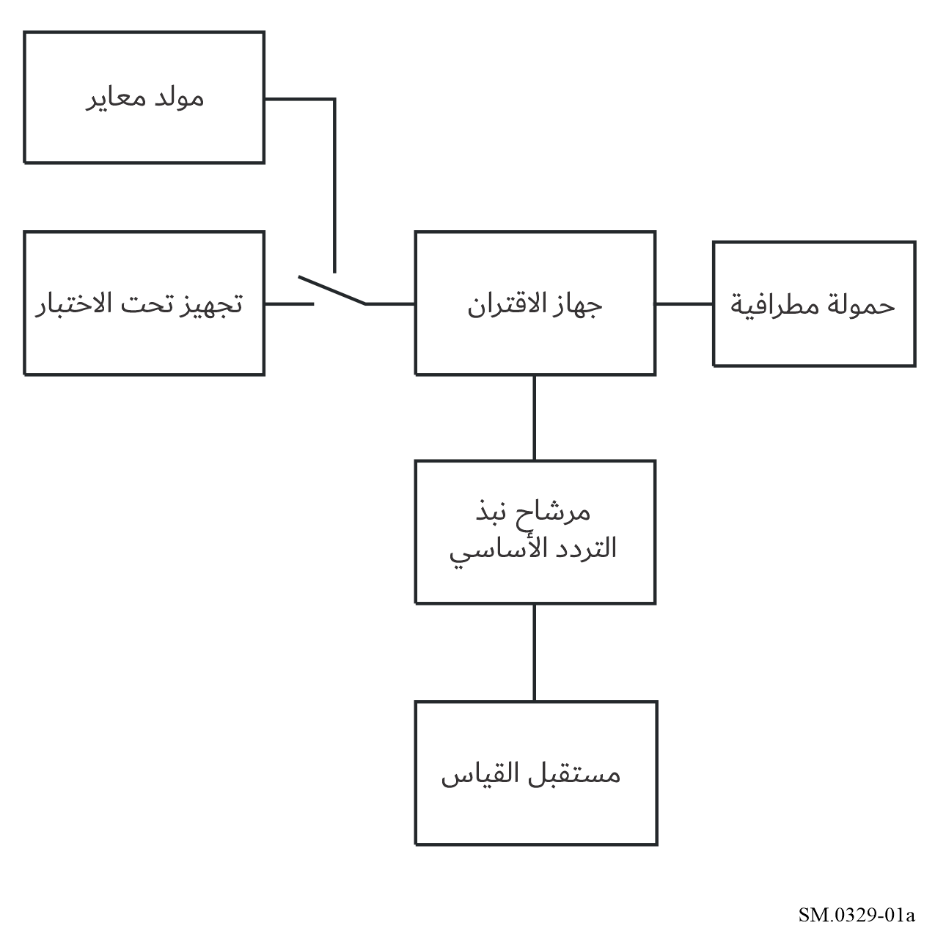 مولد معاير
تجهيز تحت الاختبار
جهاز الاقتران
حمولة مطرافية
مرشاح نبذ
التردد الأساسي
مستقبل القياس
SM.0329-01a